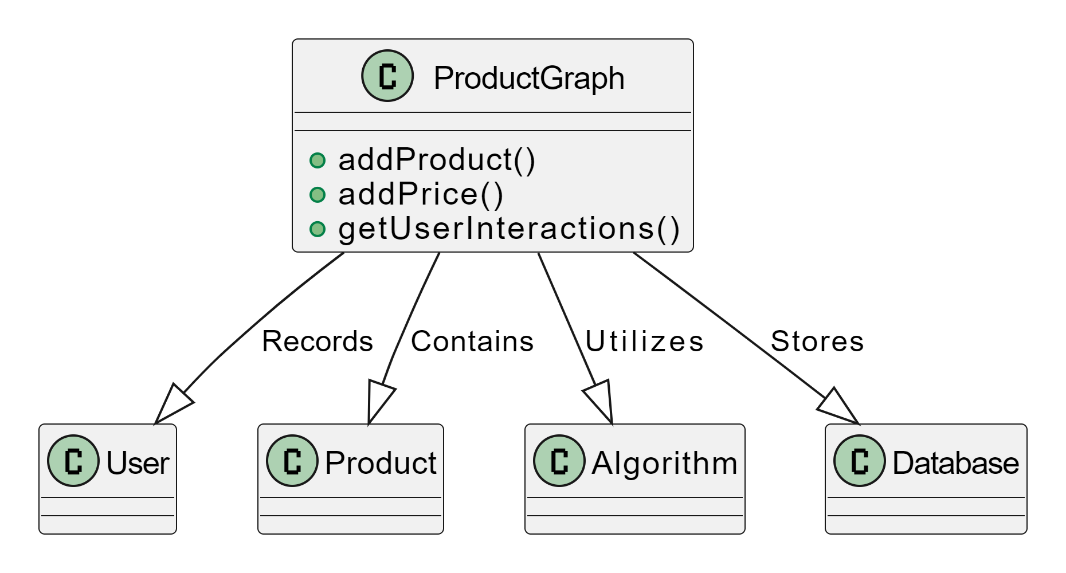 C ProductGraph
addProduct()
addPrice()
getUserInteractions()
Records Contains Utilizes Stores
C User C Product C Algorithm C Database